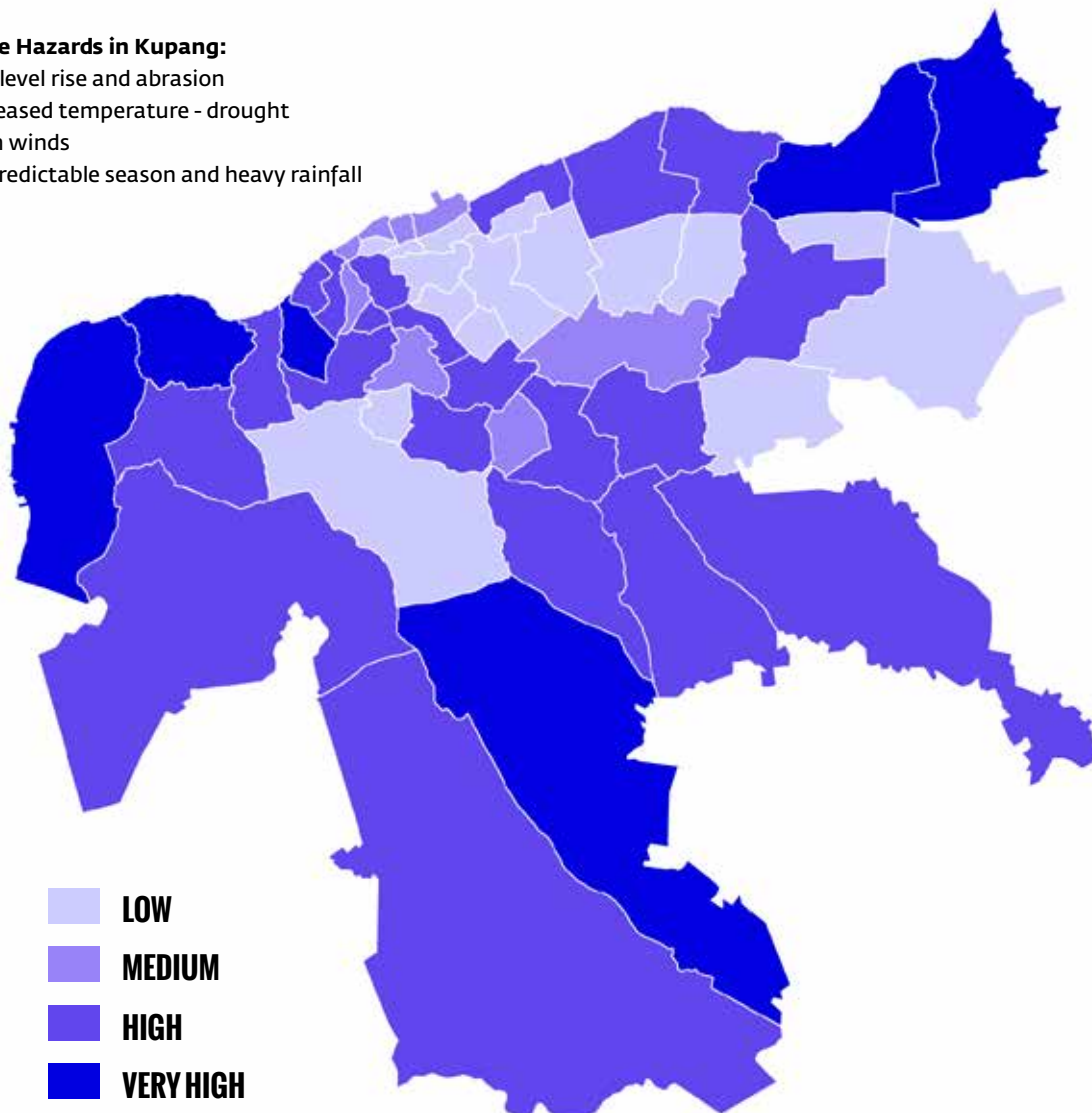 e Hazards in Kupang:
level rise and abrasion
eased temperature - drought
winds
redictable season and heavy rainfall
LOW
MEDIUM
HIGH
VERY HIGH